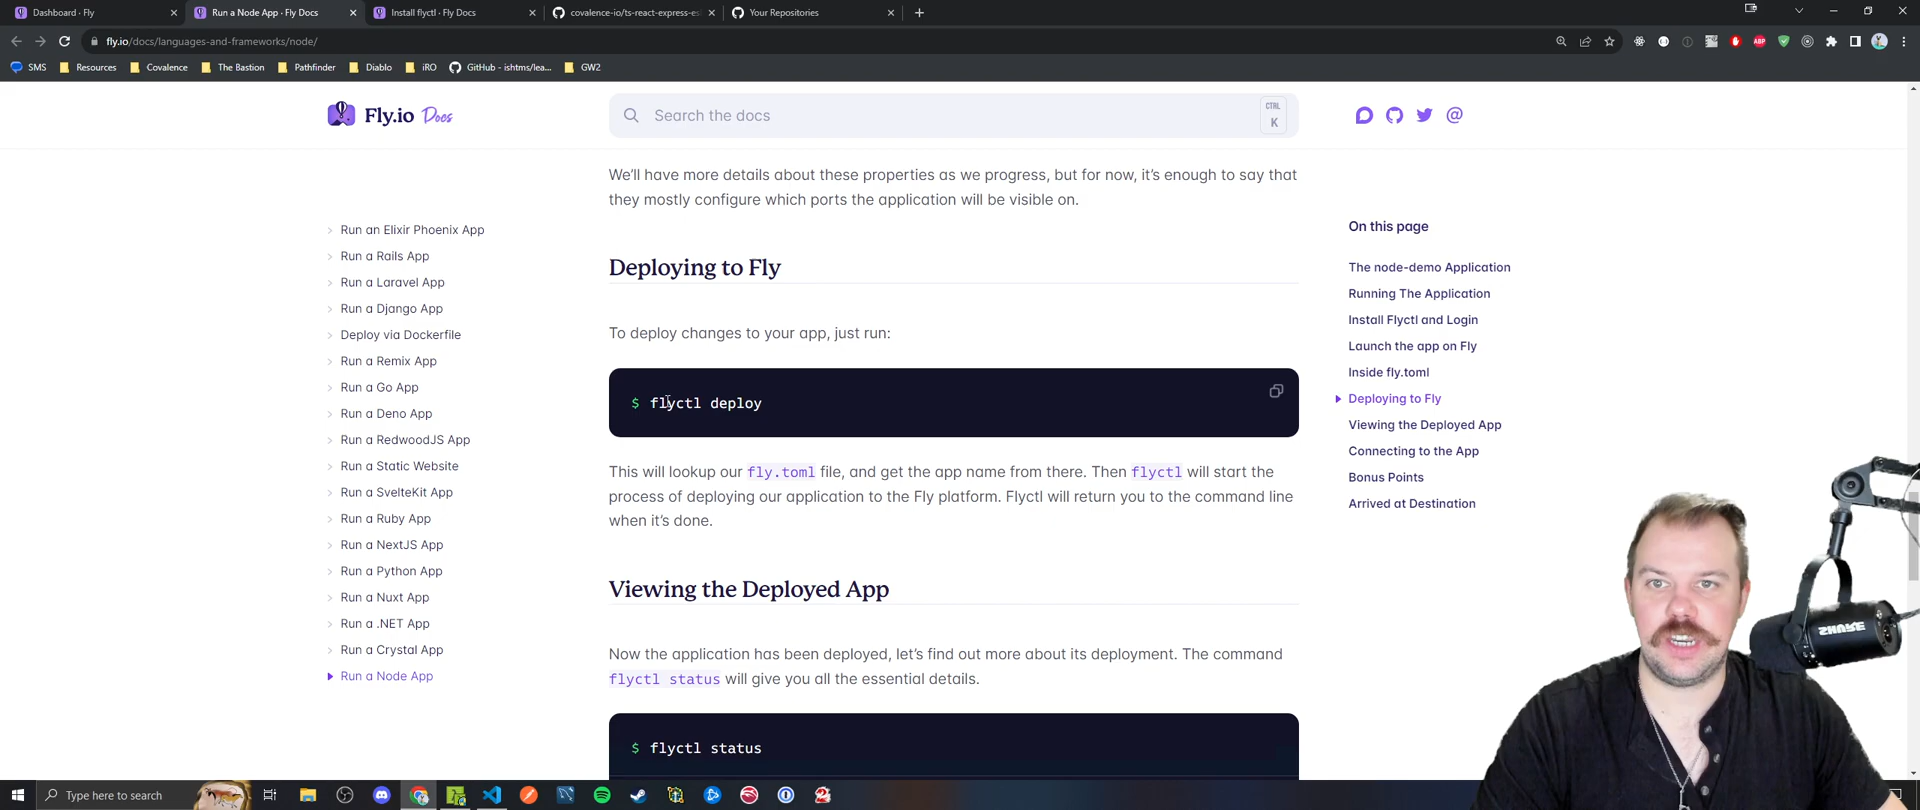 Dashboard · Fly
Run a Node App · Fly Docs
Install flyctl · Fly Docs
covalence-io/ts-react-express-es
Your Repositories
fly.io/docs/languages-and-frameworks/node/
SMS
Resources
Covalence
The Bastion
Pathfinder
Diablo
iRO
GitHub - ishtms/lea...
GW2
Fly.io Docs
Search the docs
CTRL
K
We'll have more details about these properties as we progress, but for now, it's enough to say that
they mostly configure which ports the application will be visible on.
Run an Elixir Phoenix App
Run a Rails App
Run a Laravel App
Run a Django App
Deploy via Dockerfile
Run a Remix App
Run a Go App
Run a Deno App
Run a RedwoodJS App
Run a Static Website
Run a SvelteKit App
Run a Ruby App
Run a NextJS App
Run a Python App
Run a Nuxt App
Run a .NET App
Run a Crystal App
Run a Node App
Deploying to Fly
To deploy changes to your app, just run:
$ flyctl deploy
This will lookup our fly.toml file, and get the app name from there. Then flyctl will start the
process of deploying our application to the Fly platform. Flyctl will return you to the command line
when it's done.
Viewing the Deployed App
Now the application has been deployed, let's find out more about its deployment. The command
flyctl status will give you all the essential details.
$ flyctl status
On this page
The node-demo Application
Running The Application
Install Flyctl and Login
Launch the app on Fly
Inside fly.toml
Deploying to Fly
Viewing the Deployed App
Connecting to the App
Bonus Points
Arrived at Destination
SHURE
Type here to search
ABP